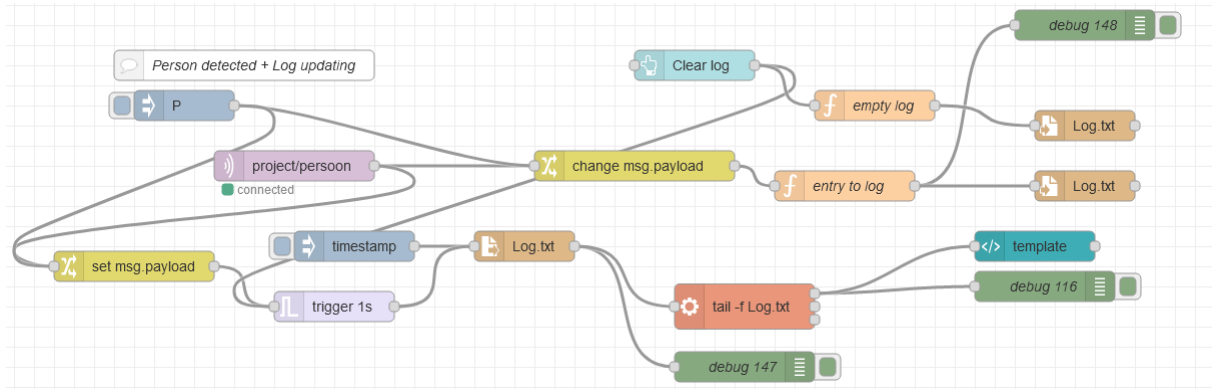 debug 148
Person detected + Log updating
Clear log
P
empty log
Log.txt
project/persoon
change msg.payload
connected
entry to log
Log.txt
timestamp
Log.txt
template
set msg.payload
debug 116
trigger 1s
tail -f Log.txt
debug 147